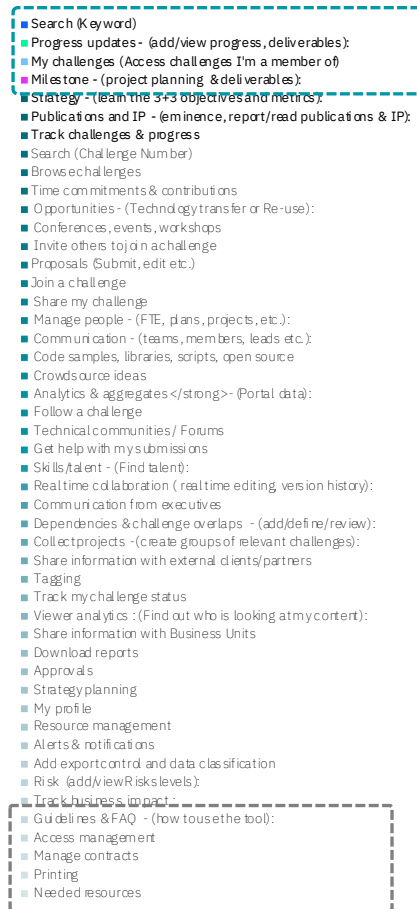 Search (Keyword)
Progress updates - (add/view progress, deliverables):
My challenges (Access challenges I'm a member of)
Milestone - (project planning & deliverables):
Strategy - (learn the 3+3 objectives and metrics):
Publications and IP - (eminence, report/read publications & IP):
Track challenges & progress
Search (Challenge Number)
Browse challenges
Time commitments & contributions
Opportunities - (Technology transfer or Re-use):
Conferences, events, workshops
Invite others to join a challenge
Proposals (Submit, edit etc.)
Join a challenge
Share my challenge
Manage people - (FTE, plans, projects, etc.):
Communication - (teams, members, leads etc.):
Code samples, libraries, scripts, open source
Crowdsource ideas
Analytics & aggregates </strong>- (Portal data):
Follow a challenge
Technical communities / Forums
Get help with my submissions
Skills/talent - (Find talent):
Real time collaboration ( real time editing, version history):
Communication from executives
Dependencies & challenge overlaps - (add/define/review):
Collect projects -(create groups of relevant challenges):
Share information with external clients/partners
Tagging
Track my challenge status
Viewer analytics : (Find out who is looking at my content):
Share information with Business Units
Download reports
Approvals
Strategy planning
My profile
Resource management
Alerts & notifications
Add export control and data classification
Risk (add/view Risks levels):
Track business impact :
Guidelines & FAQ - (how to use the tool):
Access management
Manage contracts
Printing
Needed resources